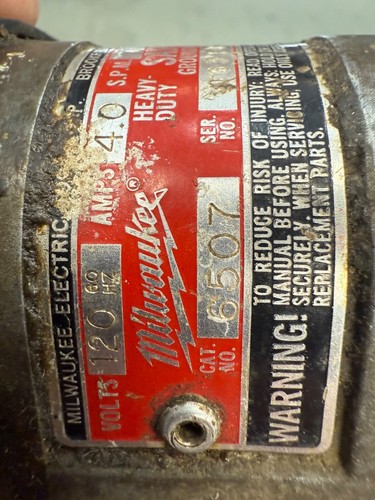 MILWAUKEE ELECTRIC
VOLTS 120 60 HZ AMPS 4.0 S.P.M.
Milwaukee® HEAVY-DUTY
CAT. NO. 6507 SER. NO.
WARNING!
TO REDUCE RISK OF INJURY: READ
MANUAL BEFORE USING. ALWAYS:
SECURELY, WHEN SERVICING, USE
REPLACEMENT PARTS.